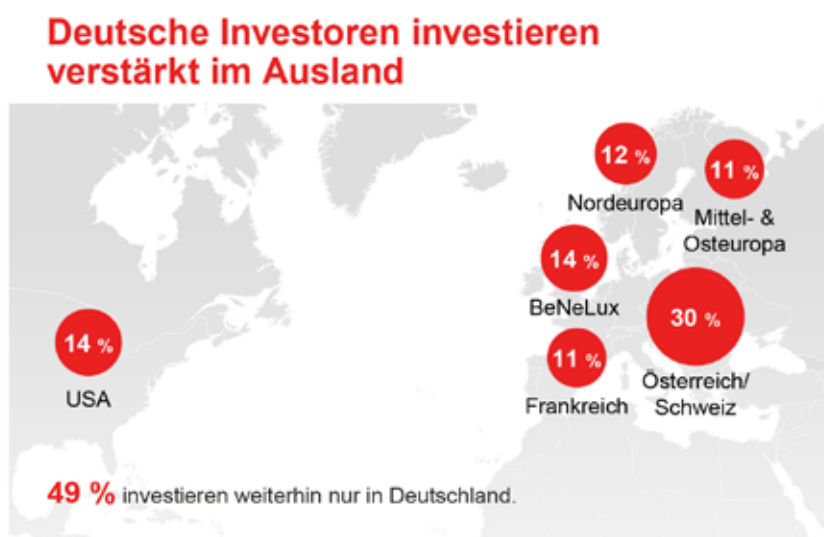 Deutsche Investoren investieren
verstärkt im Ausland
12 %
Nordeuropa
11 %
Mittel- &
Osteuropa
14 %
BeNeLux
30 %
Österreich/
Schweiz
14 %
USA
11 %
Frankreich
49 % investieren weiterhin nur in Deutschland.